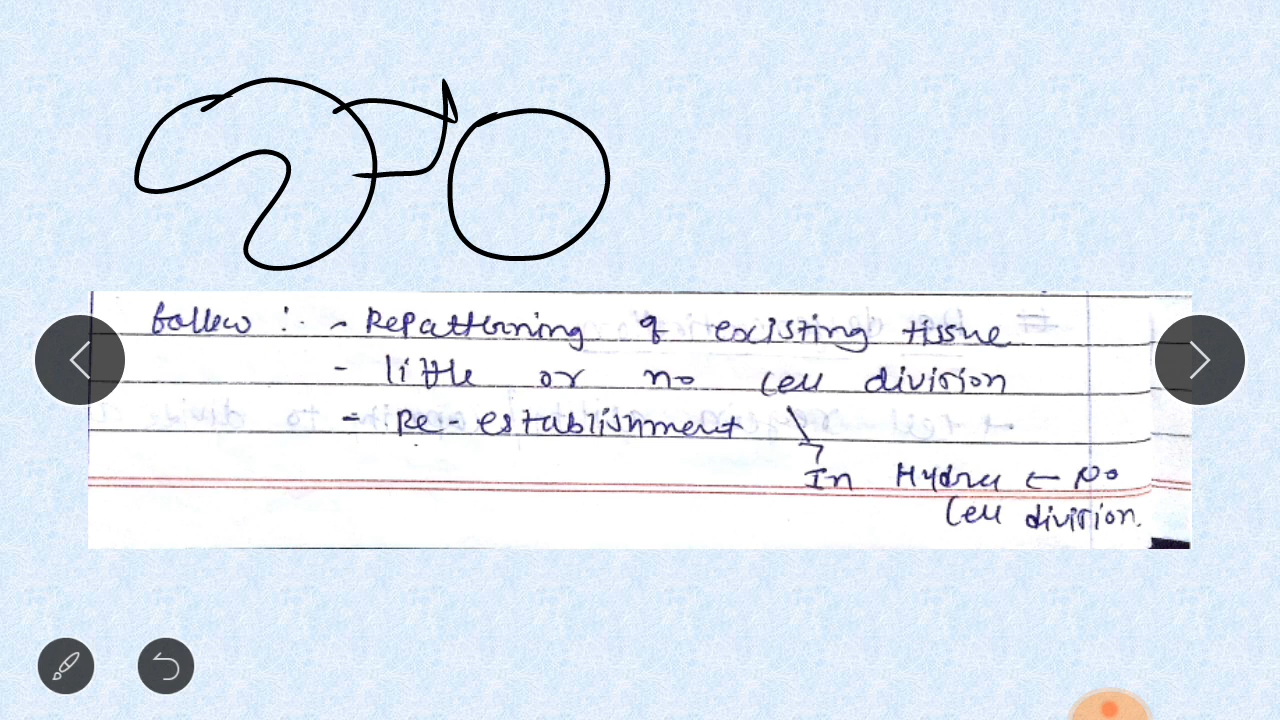 follow :- - Repatterning of existing tissue
- little or no cell division
- Re-establishment
In Hydra ← no
cell division.